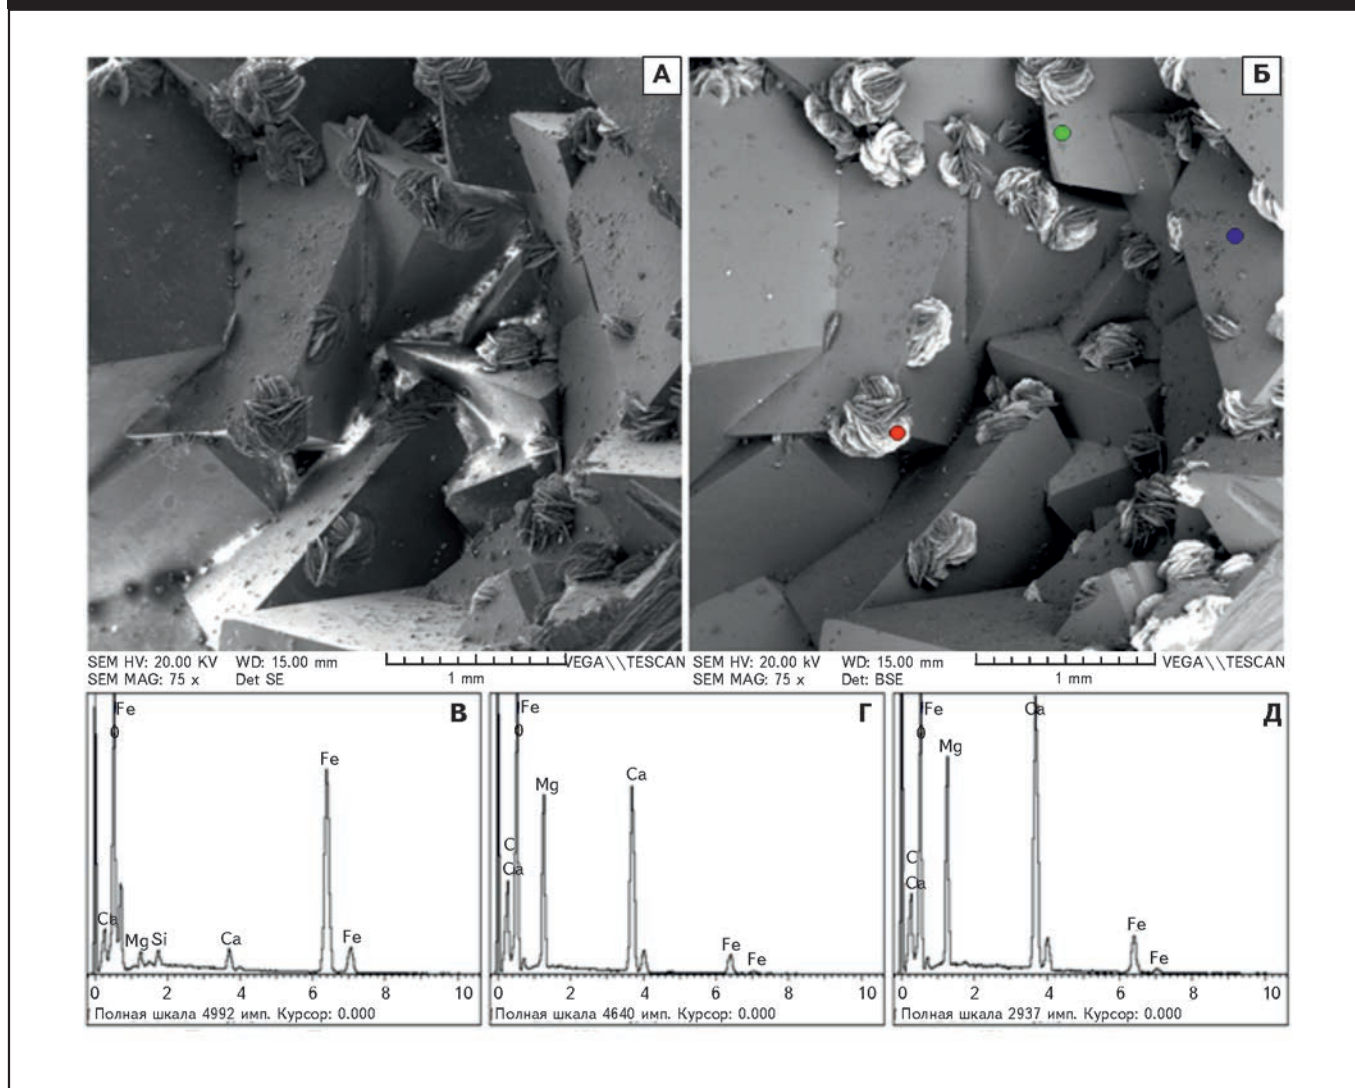 А
Б
SEM HV: 20.00 KV WD: 15.00 mm VEGA\\TESCAN
SEM MAG: 75 x Det SE 1 mm
SEM HV: 20.00 kV WD: 15.00 mm VEGA\\TESCAN
SEM MAG: 75 x Det: BSE 1 mm
В
Fe
0
Fe
Ca
Mg Si Ca Fe
0 2 4 6 8 10
Полная шкала 4992 имп. Курсор: 0.000
Г
Fe
0
Mg Ca
C
Ca
Fe
Fe
0 2 4 6 8 10
Полная шкала 4640 имп. Курсор: 0.000
Д
Fe Ca
0
Mg
C
Ca
Fe
Fe
0 2 4 6 8 10
Полная шкала 2937 имп. Курсор: 0.000